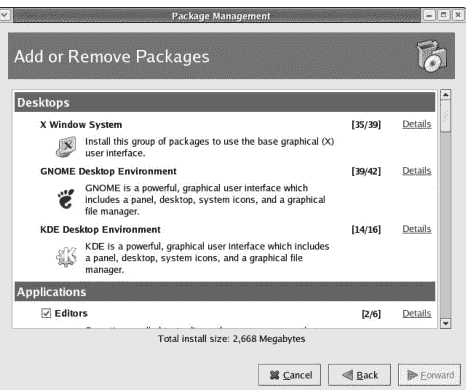 Package Management
Add or Remove Packages
Desktops
X Window System [35/39] Details
Install this group of packages to use the base graphical (X)
user interface.
GNOME Desktop Environment [39/42] Details
GNOME is a powerful, graphical user interface which
includes a panel, desktop, system icons, and a graphical
file manager.
KDE Desktop Environment [14/16] Details
KDE is a powerful, graphical user interface which includes
a panel, desktop, system icons, and a graphical file
manager.
Applications
Editors [2/6] Details
Total install size: 2,668 Megabytes
Cancel Back Forward